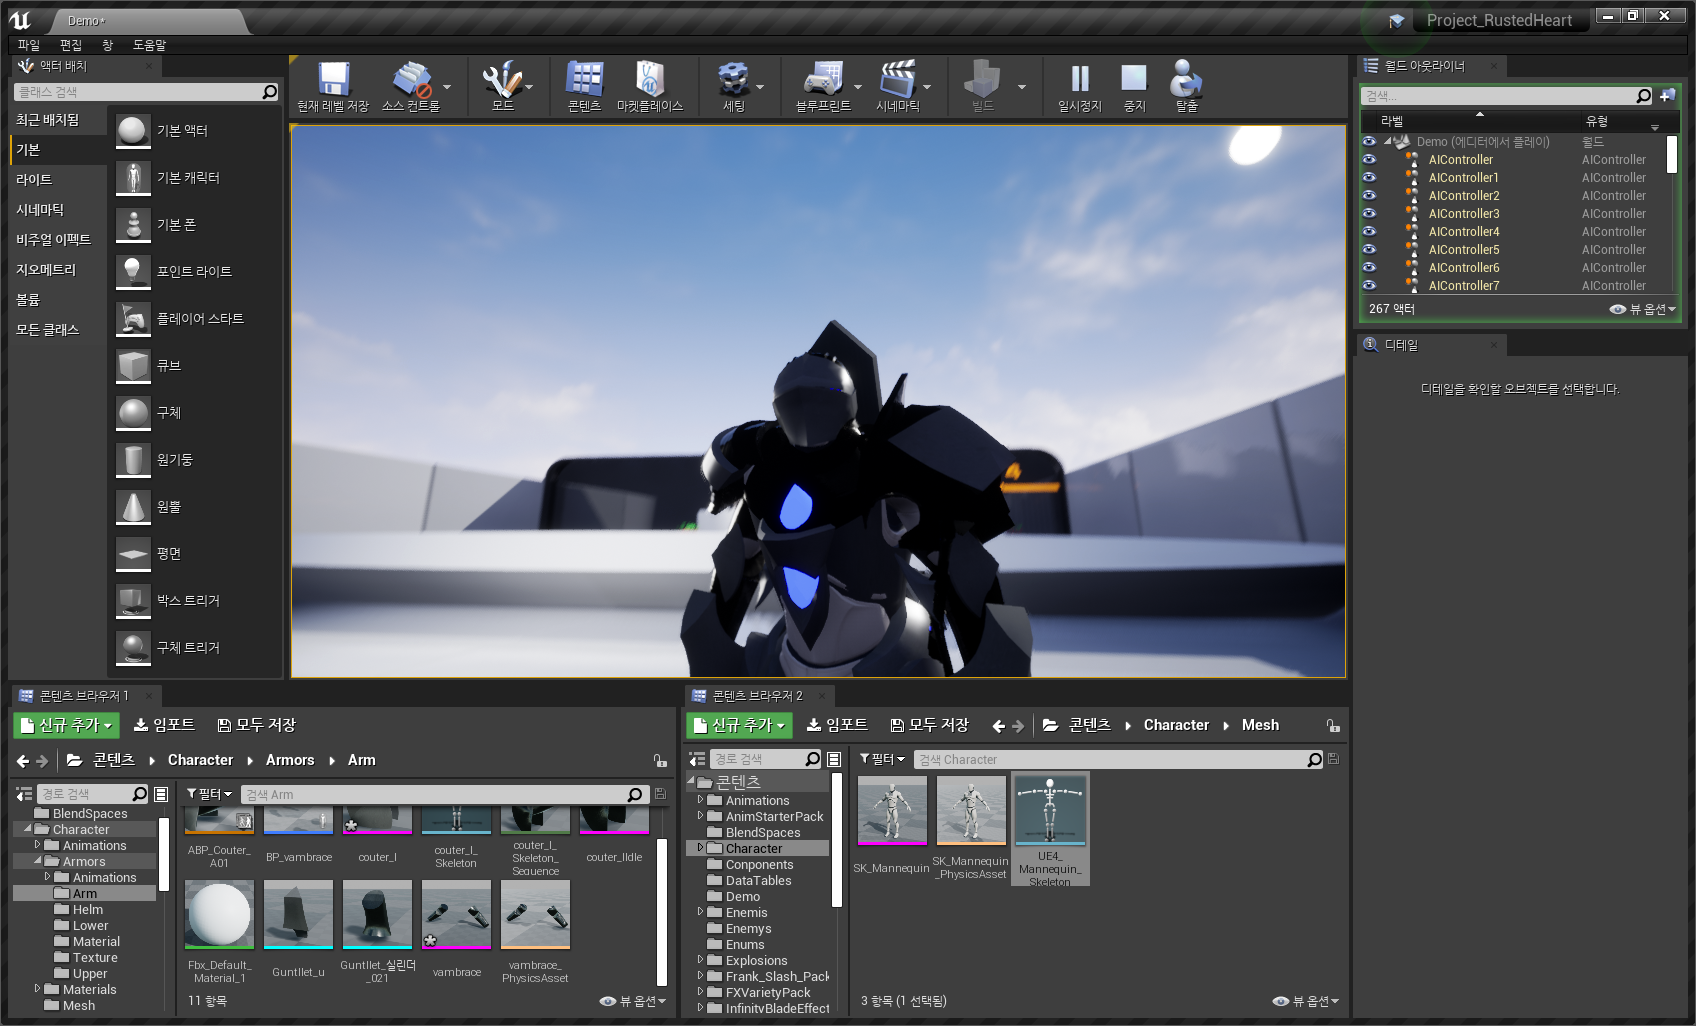 Demo*
Project_RustedHeart
파일 편집 창 도움말
액터 배치
클래스 검색
최근 배치됨
기본
라이트
시네마틱
비주얼 이펙트
지오메트리
볼륨
모든 클래스
기본 액터
기본 캐릭터
기본 폰
포인트 라이트
플레이어 스타트
큐브
구체
원기둥
원뿔
평면
박스 트리거
구체 트리거
현재 레벨 저장 소스 컨트롤 모드 콘텐츠 마켓플레이스 세팅 블루프린트 시네마틱 빌드 일시정지 중지 탈출
월드 아웃라이너
검색...
라벨 유형
Demo (에디터에서 플레이) 월드
AIController AIController
AIController1 AIController
AIController2 AIController
AIController3 AIController
AIController4 AIController
AIController5 AIController
AIController6 AIController
AIController7 AIController
267 액터 뷰 옵션
디테일
디테일을 확인할 오브젝트를 선택합니다.
콘텐츠 브라우저 1
신규 추가 임포트 모두 저장
콘텐츠 Character Armors Arm
경로 검색
BlendSpaces
Character
Animations
Armors
Animations
Arm
Helm
Lower
Material
Texture
Upper
Materials
Mesh
필터 검색 Arm
ABP_Couter_
A01
BP_vambrace
couter_l
couter_l_
Skeleton
couter_l_
Skeleton_
Sequence
couter_lIdle
Fbx_Default_
Material_1
Guntllet_u
Guntllet_실린더
_021
vambrace
vambrace_
PhysicsAsset
11 항목 뷰 옵션
콘텐츠 브라우저 2
신규 추가 임포트 모두 저장 콘텐츠 Character Mesh
경로 검색
콘텐츠
Animations
AnimStarterPack
BlendSpaces
Character
Conponents
DataTables
Demo
Enemis
Enemys
Enums
Explosions
Frank_Slash_Pack
FXVarietyPack
InfinityBladeEffect
필터 검색 Character
SK_Mannequin
SK_Mannequin
_PhysicsAsset
UE4_
Mannequin_
Skeleton
3 항목 (1 선택됨) 뷰 옵션